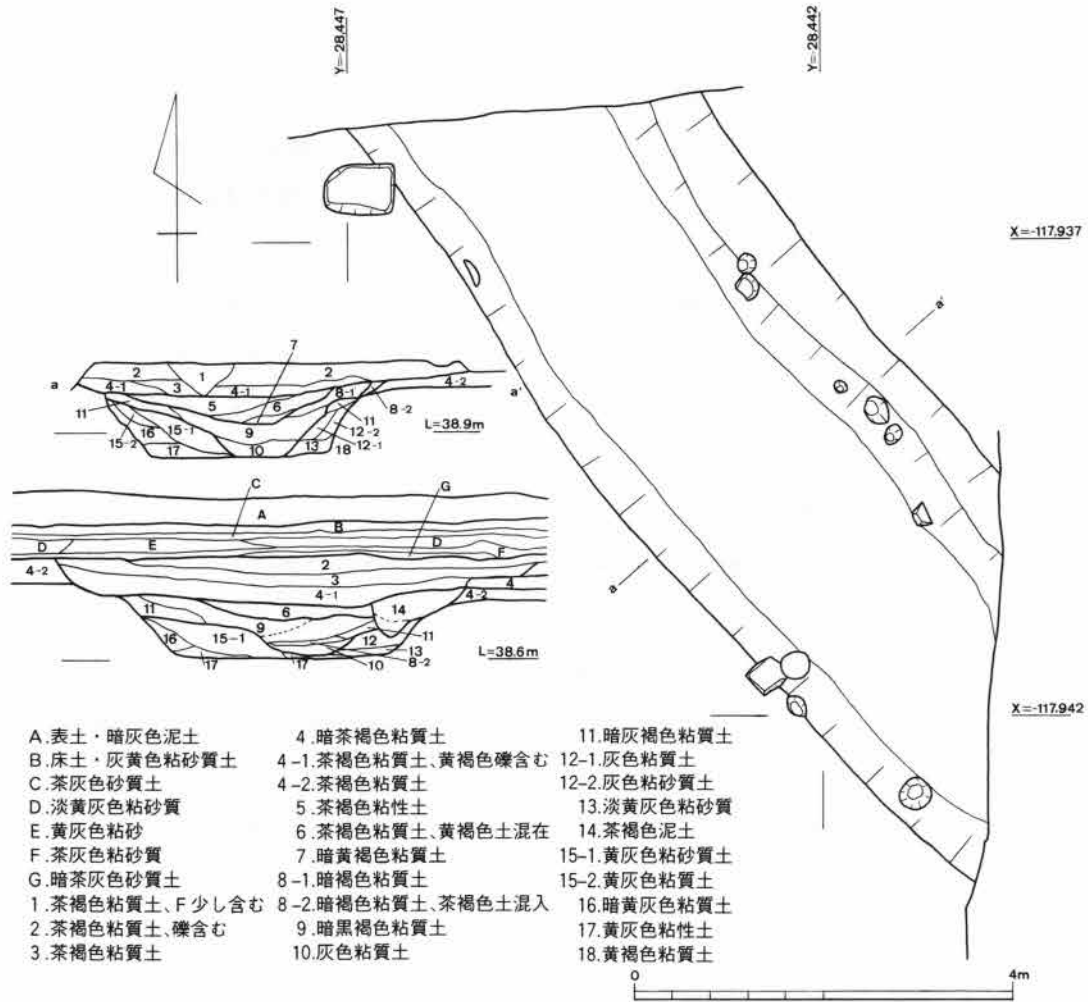 Y=-28,447
Y=-28,442
X=-117,937
7
2
1
2
a
4-1
3
4-1
8-1
4-2
a'
5
6
11
8-2
11
9
12-2
L=38.9m
16
15-1
12-1
15-2
17
10
13
18
a'
C
G
A
B
D
E
D
F
2
4-2
3
4
4-1
4-2
6
14
11
9
12
11
16
15-1
13
10
8-2
17
17
L=38.6m
a
X=-117,942
A.表土・暗灰色泥土
B.床土・灰黄色粘砂質土
C.茶灰色砂質土
D.淡黄灰色粘砂質
E.黄灰色粘砂
F.茶灰色粘砂質
G.暗茶灰色砂質土
1.茶褐色粘質土、F少し含む
2.茶褐色粘質土、礫含む
3.茶褐色粘質土
4.暗茶褐色粘質土
4-1.茶褐色粘質土、黄褐色礫含む
4-2.茶褐色粘質土
5.茶褐色粘性土
6.茶褐色粘質土、黄褐色土混在
7.暗黄褐色粘質土
8-1.暗褐色粘質土
8-2.暗褐色粘質土、茶褐色土混入
9.暗黒褐色粘質土
10.灰色粘質土
11.暗灰褐色粘質土
12-1.灰色粘質土
12-2.灰色粘砂質土
13.淡黄灰色粘砂質
14.茶褐色泥土
15-1.黄灰色粘砂質土
15-2.黄灰色粘質土
16.暗黄灰色粘質土
17.黄灰色粘性土
18.黄褐色粘質土
0
4m